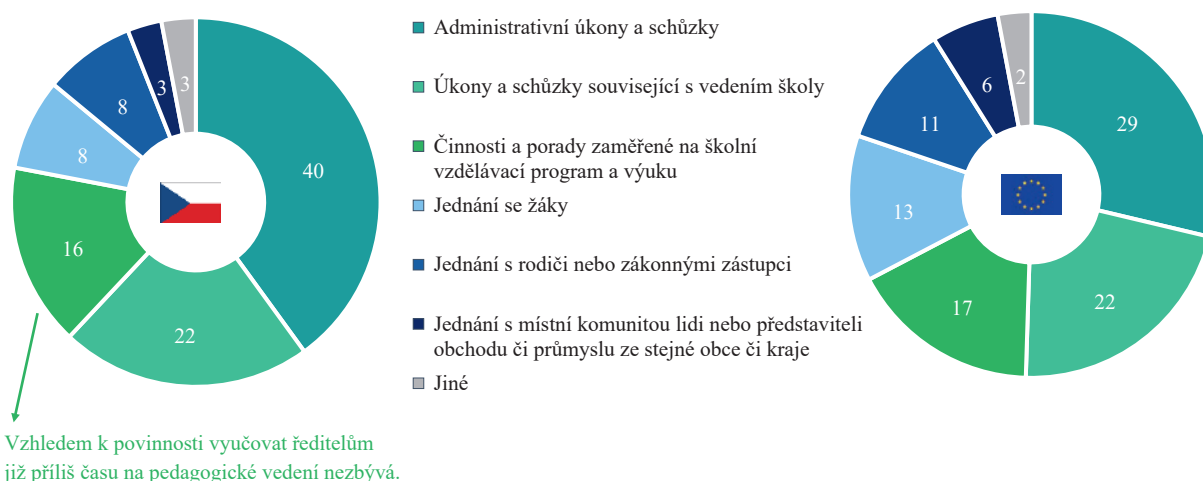 40
22
16
8
8
3
3
Administrativní úkony a schůzky
Úkony a schůzky související s vedením školy
Činnosti a porady zaměřené na školní
vzdělávací program a výuku
Jednání se žáky
Jednání s rodiči nebo zákonnými zástupci
Jednání s místní komunitou lidi nebo představiteli
obchodu či průmyslu ze stejné obce či kraje
Jiné
29
22
17
13
11
6
2
Vzhledem k povinnosti vyučovat ředitelům
již příliš času na pedagogické vedení nezbývá.